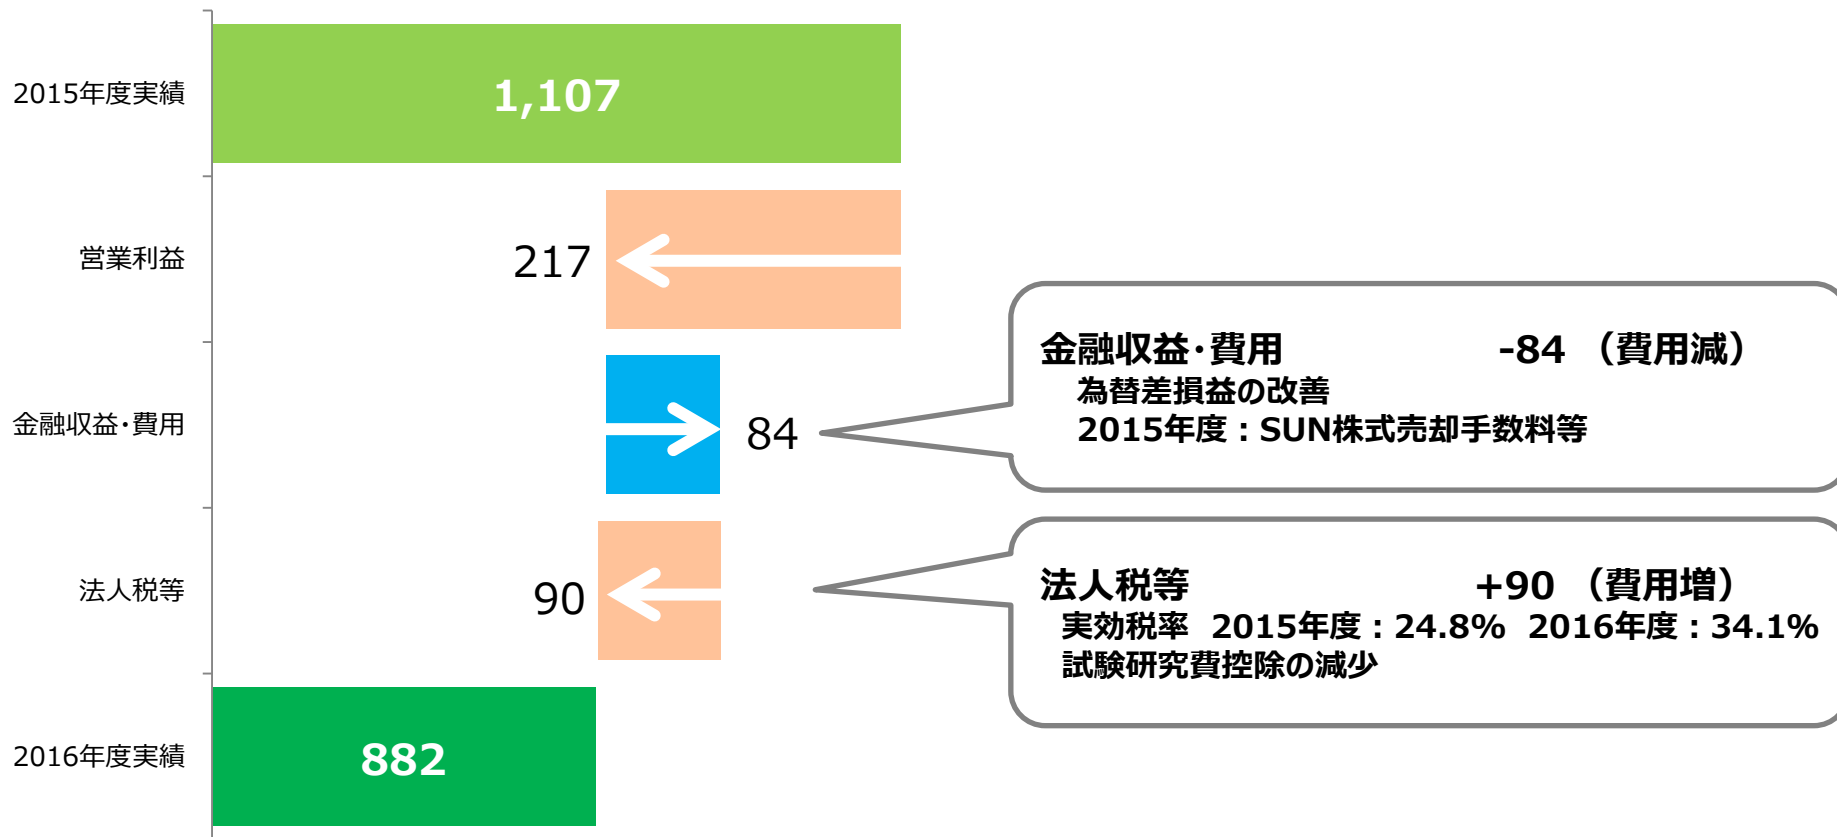 2015年度実績
1,107
営業利益
217
金融収益･費用
84
金融収益･費用 -84 （費用減）
為替差損益の改善
2015年度：SUN株式売却手数料等
法人税等
90
法人税等 +90 （費用増）
実効税率 2015年度：24.8% 2016年度：34.1%
試験研究費控除の減少
2016年度実績
882